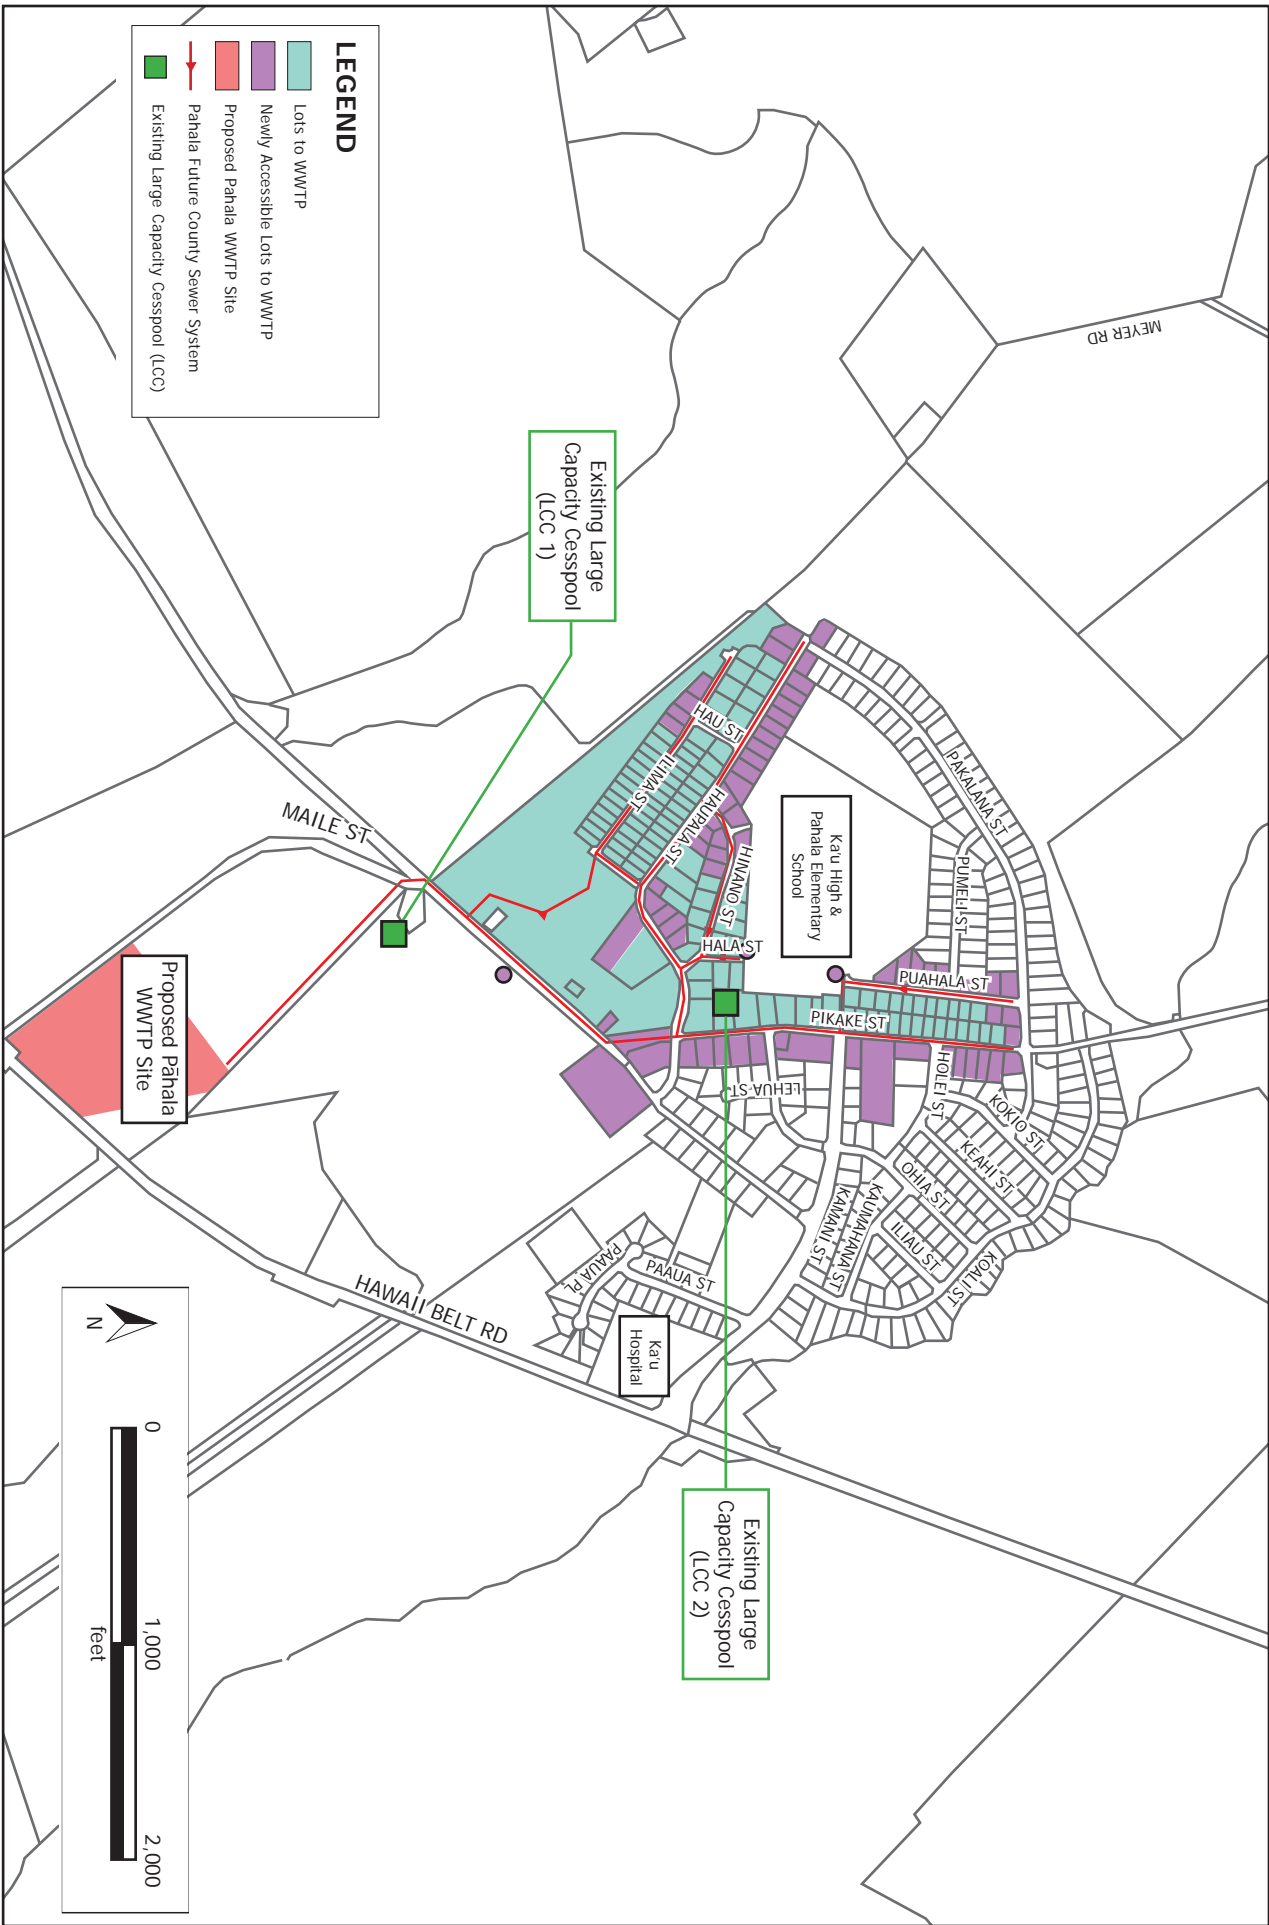 LEGEND
Lots to WWTP
Newly Accessible Lots to WWTP
Proposed Pahala WWTP Site
Pahala Future County Sewer System
Existing Large Capacity Cesspool (LCC)
MEYER RD
Existing Large
Capacity Cesspool
(LCC 1)
HAU ST
ILIMA ST
HAUPALA ST
HINANO ST
HALA ST
Ka'u High &
Pahala Elementary
School
PAKALANA ST
PUMELI ST
PUAHALA ST
PIKAKE ST
LEHUA ST
HOLEI ST
KOKIO ST
KEAHI ST
OHIA ST
ILIAU ST
KOALI ST
KAUMAHANA ST
KAMANI ST
PAAUA ST
PAAUA PL
Ka'u
Hospital
MAILE ST
HAWAII BELT RD
Proposed Pāhala
WWTP Site
Existing Large
Capacity Cesspool
(LCC 2)
N
0
1,000
2,000
feet